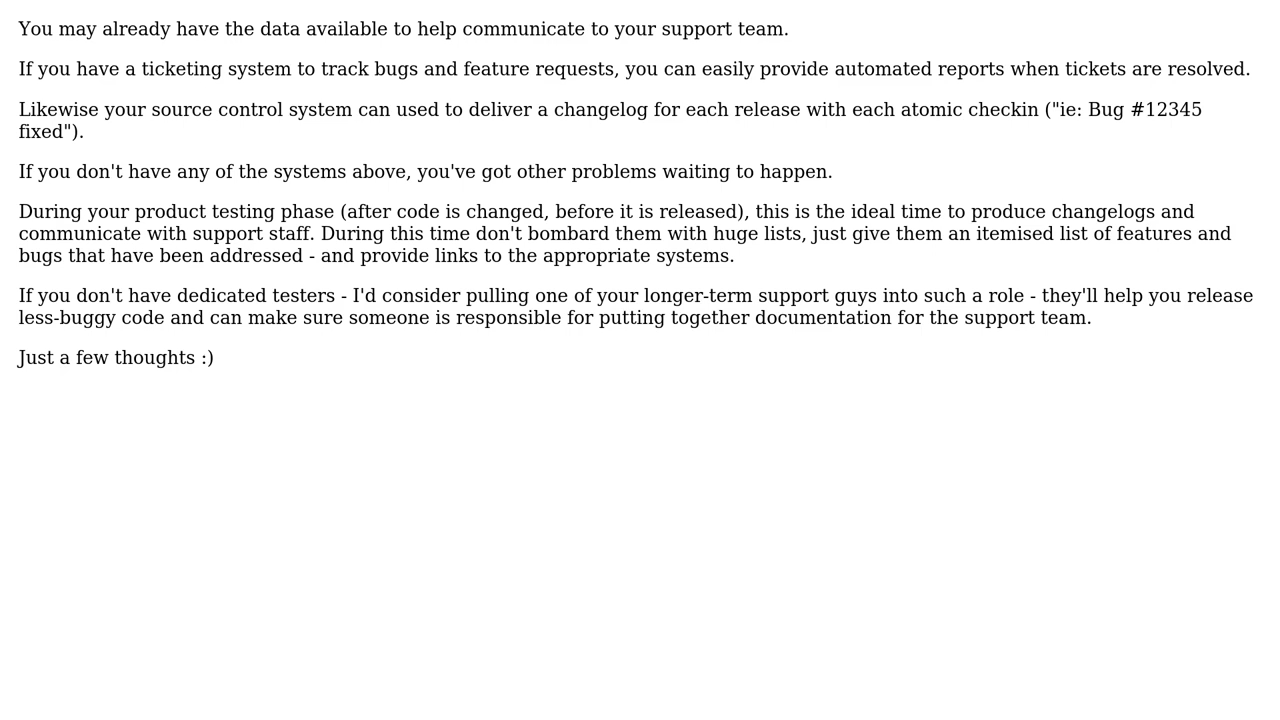 You may already have the data available to help communicate to your support team.
If you have a ticketing system to track bugs and feature requests, you can easily provide automated reports when tickets are resolved.
Likewise your source control system can used to deliver a changelog for each release with each atomic checkin ("ie: Bug #12345
fixed").
If you don't have any of the systems above, you've got other problems waiting to happen.
During your product testing phase (after code is changed, before it is released), this is the ideal time to produce changelogs and
communicate with support staff. During this time don't bombard them with huge lists, just give them an itemised list of features and
bugs that have been addressed - and provide links to the appropriate systems.
If you don't have dedicated testers - I'd consider pulling one of your longer-term support guys into such a role - they'll help you release
less-buggy code and can make sure someone is responsible for putting together documentation for the support team.
Just a few thoughts :)